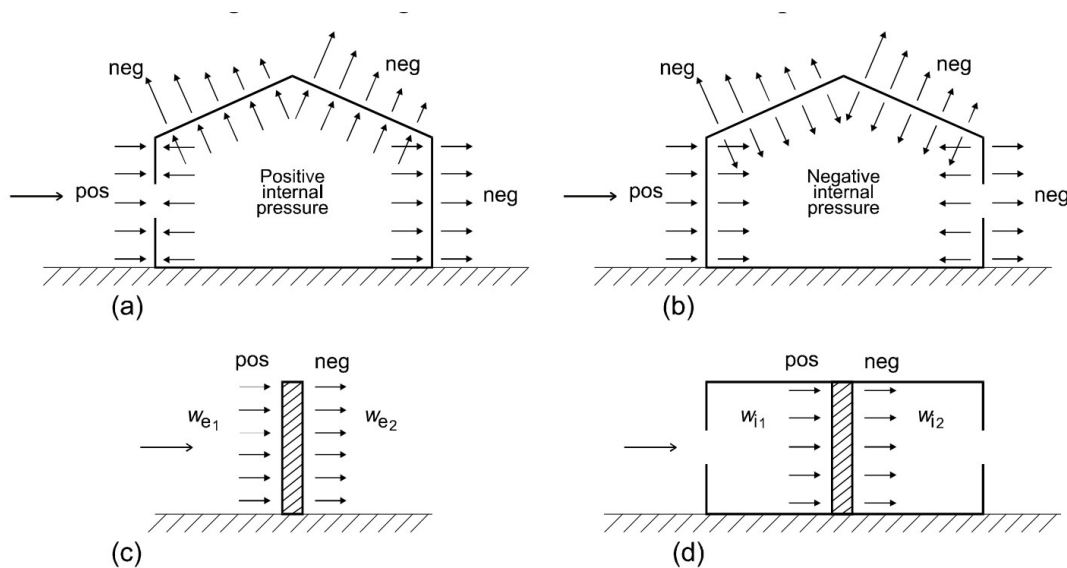 neg
neg
neg
neg
pos
Positive
internal
pressure
neg
pos
Negative
internal
pressure
neg
(a)
(b)
pos
neg
pos
neg
We1
We2
Wi1
Wi2
(c)
(d)